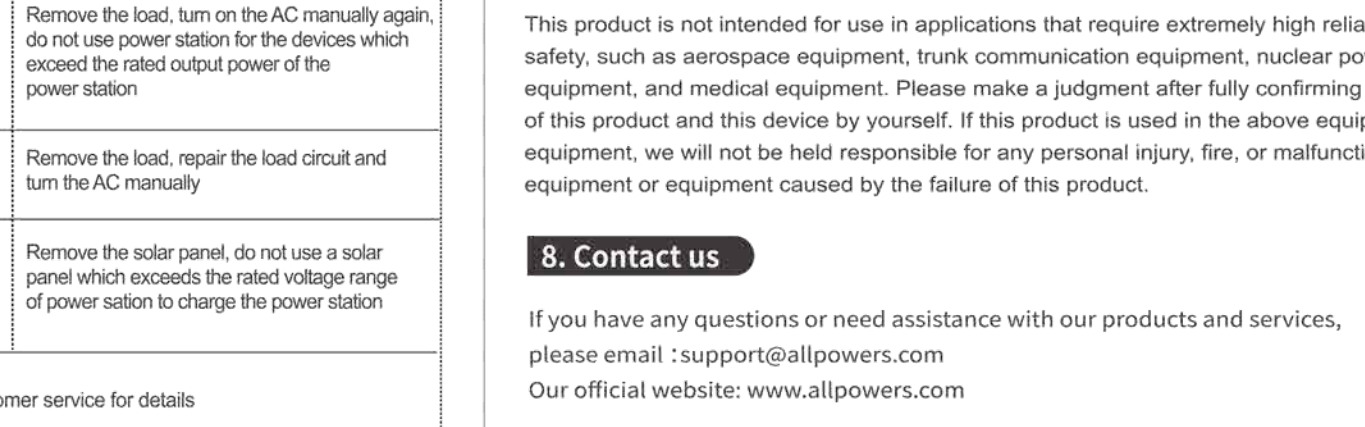 Remove the load, turn on the AC manually again,
do not use power station for the devices which
exceed the rated output power of the
power station
Remove the load, repair the load circuit and
turn the AC manually
Remove the solar panel, do not use a solar
panel which exceeds the rated voltage range
of power sation to charge the power station
service for details
This product is not intended for use in applications that require extremely high
safety, such as aerospace equipment, trunk communication equipment, nuclear
equipment, and medical equipment. Please make a judgment after fully confirming
of this product and this device by yourself. If this product is used in the above
equipment, we will not be held responsible for any personal injury, fire, or
equipment or equipment caused by the failure of this product.
8. Contact us
If you have any questions or need assistance with our products and services,
please email :support@allpowers.com
Our official website: www.allpowers.com